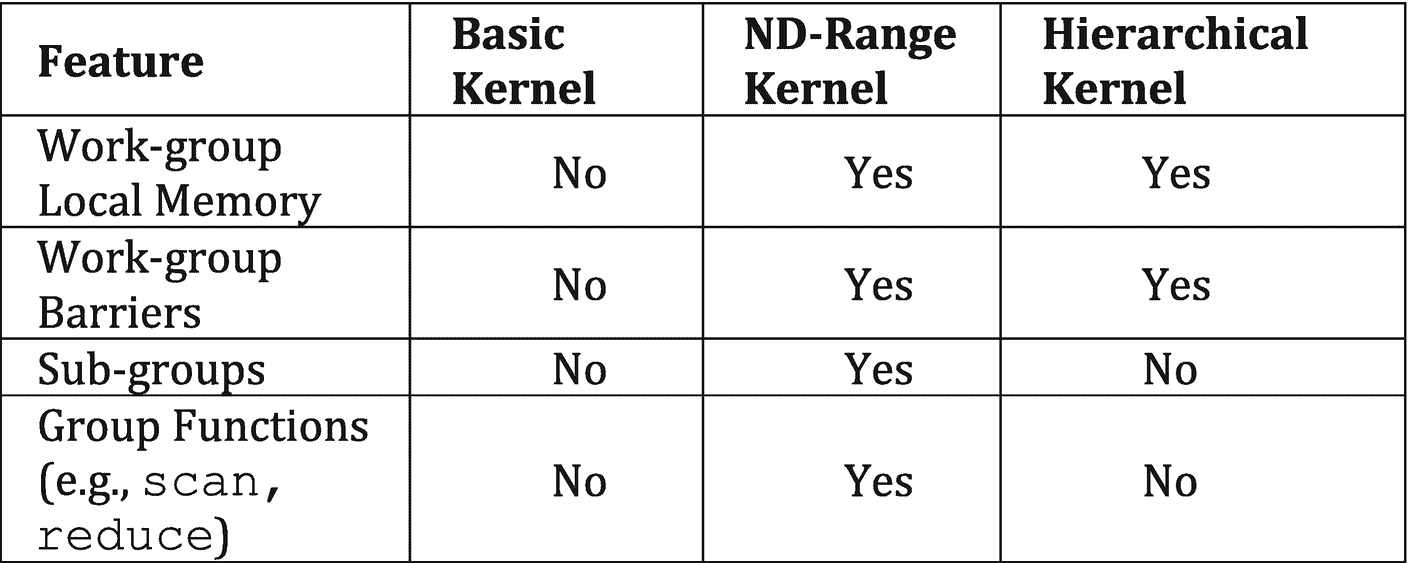 Feature
Basic
Kernel
ND-Range
Kernel
Hierarchical
Kernel
Work-group
Local Memory
No
Yes
Yes
Work-group
Barriers
No
Yes
Yes
Sub-groups
No
Yes
No
Group Functions
(e.g., scan,
reduce)
No
Yes
No